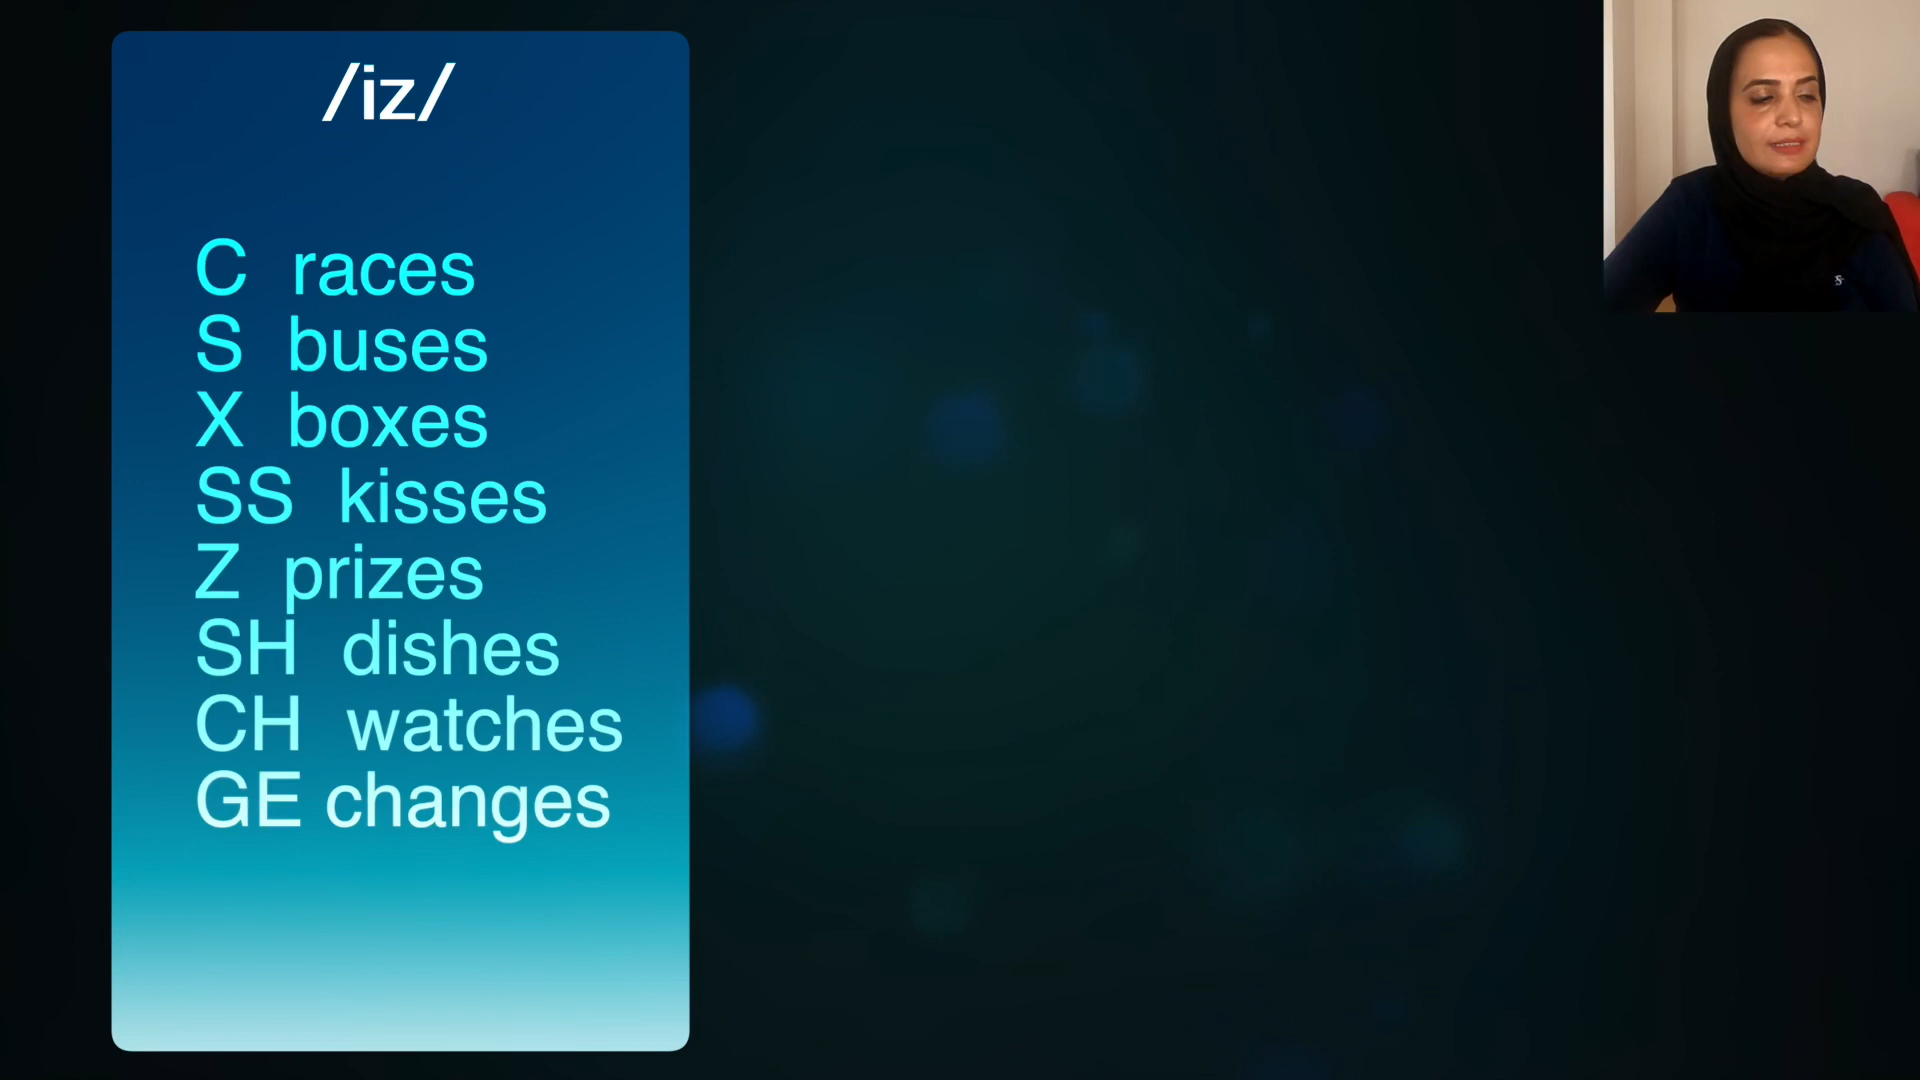 /iz/
C races
S buses
X boxes
SS kisses
Z prizes
SH dishes
CH watches
GE changes